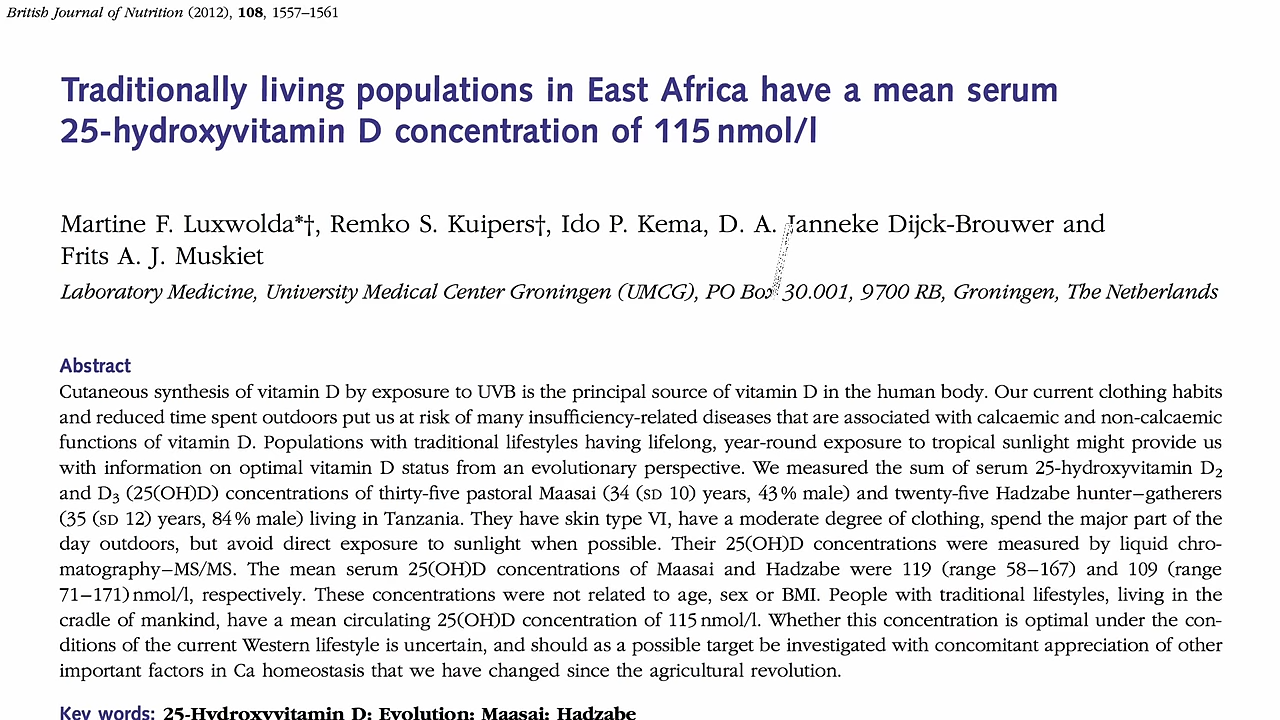 British Journal of Nutrition (2012), 108, 1557–1561
Traditionally living populations in East Africa have a mean serum
25-hydroxyvitamin D concentration of 115 nmol/l
Martine F. Luxwolda*†, Remko S. Kuipers†, Ido P. Kema, D. A. Janneke Dijck-Brouwer and
Frits A. J. Muskiet
Laboratory Medicine, University Medical Center Groningen (UMCG), PO Box 30.001, 9700 RB, Groningen, The Netherlands
Abstract
Cutaneous synthesis of vitamin D by exposure to UVB is the principal source of vitamin D in the human body. Our current clothing habits
and reduced time spent outdoors put us at risk of many insufficiency-related diseases that are associated with calcaemic and non-calcaemic
functions of vitamin D. Populations with traditional lifestyles having lifelong, year-round exposure to tropical sunlight might provide us
with information on optimal vitamin D status from an evolutionary perspective. We measured the sum of serum 25-hydroxyvitamin D₂
and D₃ (25(OH)D) concentrations of thirty-five pastoral Maasai (34 (SD 10) years, 43 % male) and twenty-five Hadzabe hunter–gatherers
(35 (SD 12) years, 84 % male) living in Tanzania. They have skin type VI, have a moderate degree of clothing, spend the major part of the
day outdoors, but avoid direct exposure to sunlight when possible. Their 25(OH)D concentrations were measured by liquid chro-
matography–MS/MS. The mean serum 25(OH)D concentrations of Maasai and Hadzabe were 119 (range 58–167) and 109 (range
71–171) nmol/l, respectively. These concentrations were not related to age, sex or BMI. People with traditional lifestyles, living in the
cradle of mankind, have a mean circulating 25(OH)D concentration of 115 nmol/l. Whether this concentration is optimal under the con-
ditions of the current Western lifestyle is uncertain, and should as a possible target be investigated with concomitant appreciation of other
important factors in Ca homeostasis that we have changed since the agricultural revolution.
Key words: 25-Hydroxyvitamin D: Evolution: Maasai: Hadzabe